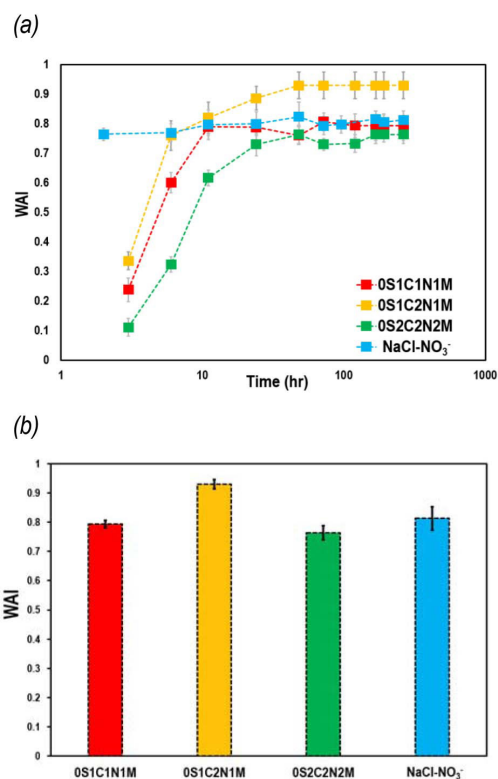 (a)
1
0.9
0.8
0.7
0.6
0.5
0.4
0.3
0.2
0.1
0
WAI
0S1C1N1M
0S1C2N1M
0S2C2N2M
NaCl-NO₃⁻
1 10 100 1000
Time (hr)
(b)
1
0.9
0.8
0.7
0.6
0.5
0.4
0.3
0.2
0.1
0
WAI
0S1C1N1M 0S1C2N1M 0S2C2N2M NaCl-NO₃⁻